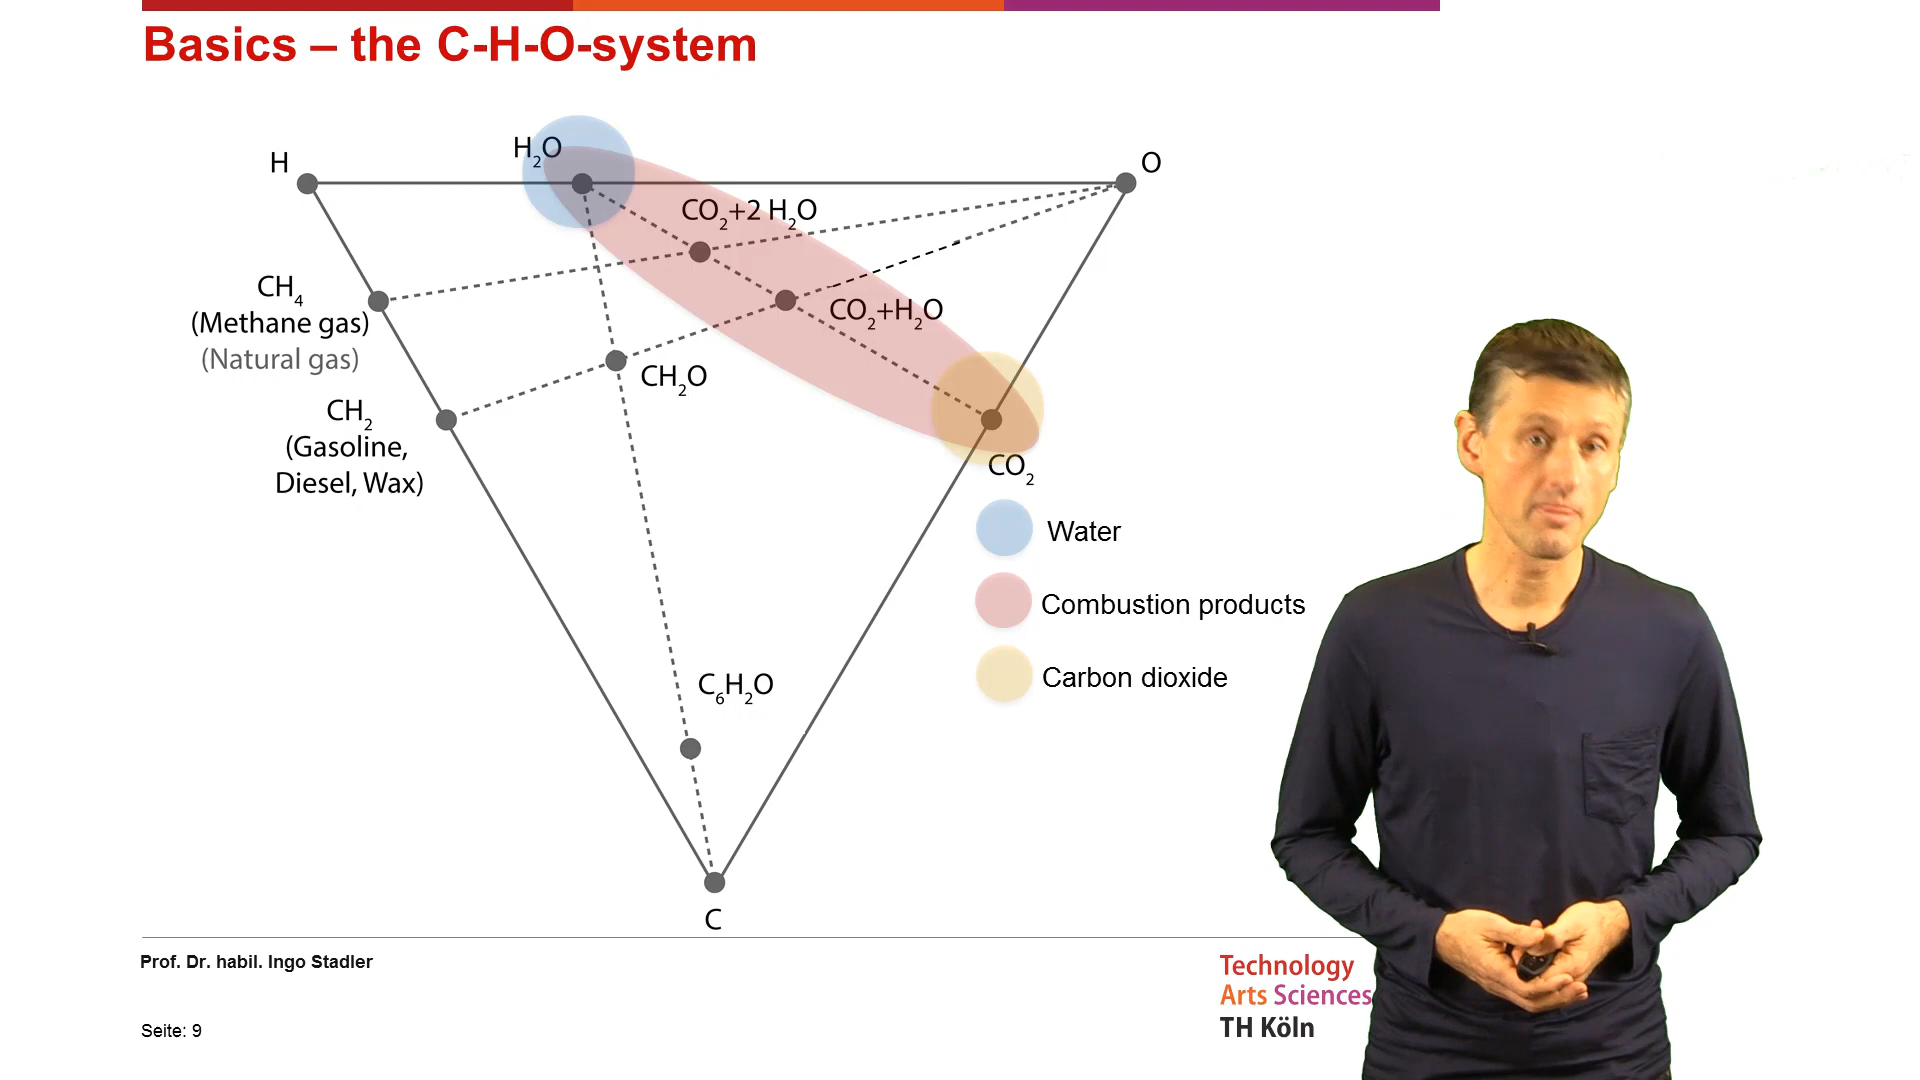 Basics – the C-H-O-system
H₂O
H
O
CO₂+2 H₂O
CH₄
(Methane gas)
(Natural gas)
CO₂+H₂O
CH₂O
CH₂
(Gasoline,
Diesel, Wax)
CO₂
Water
Combustion products
Carbon dioxide
C₆H₂O
C
Prof. Dr. habil. Ingo Stadler
Seite: 9
Technology
Arts Sciences
TH Köln